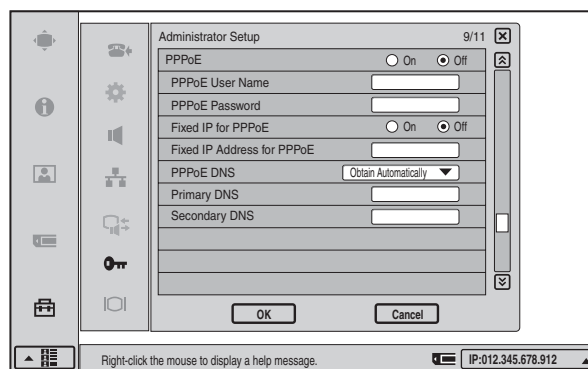 Administrator Setup 9/11
PPPoE On Off
PPPoE User Name
PPPoE Password
Fixed IP for PPPoE On Off
Fixed IP Address for PPPoE
PPPoE DNS Obtain Automatically
Primary DNS
Secondary DNS
OK Cancel
Right-click the mouse to display a help message. IP:012.345.678.912